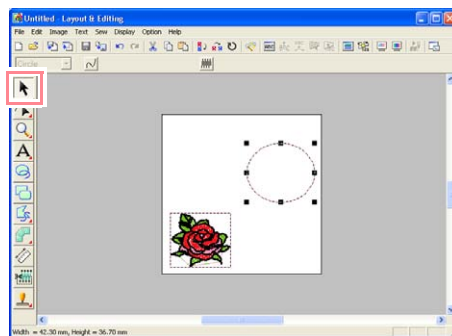 Untitled - Layout & Editing
File Edit Image Text Sew Display Option Help
Circle
A
Width = 42.30 mm, Height = 36.70 mm